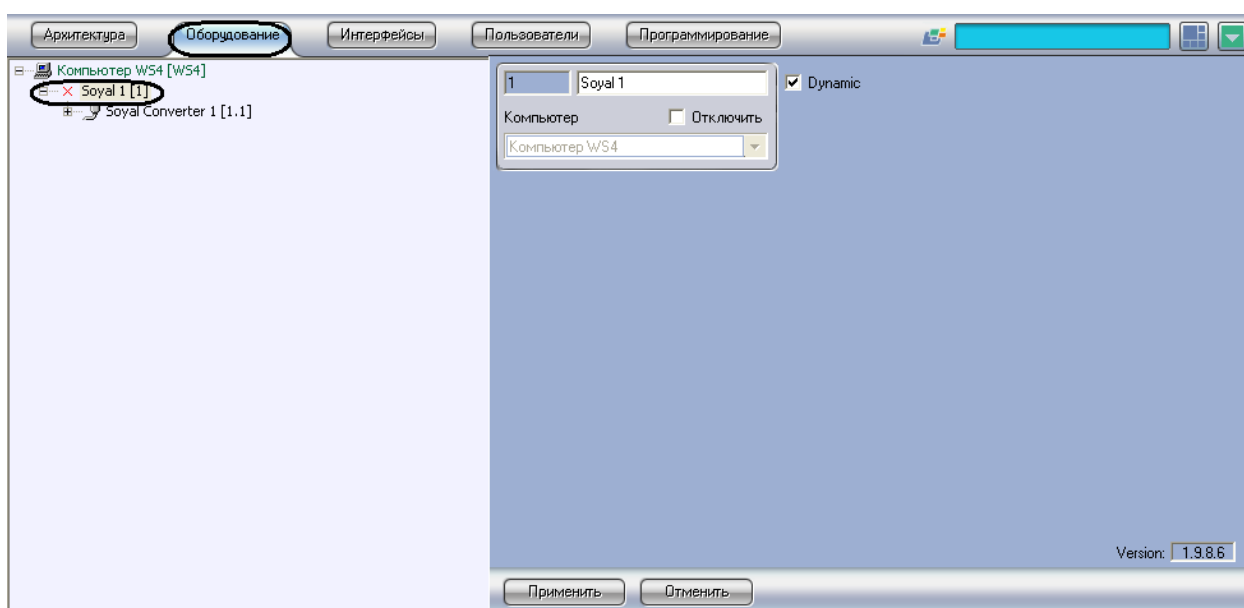 Архитектура Оборудование Интерфейсы Пользователи Программирование
Компьютер WS4 [WS4]
Soyal 1 [1]
Soyal Converter 1 [1.1]
1 Soyal 1 Dynamic
Компьютер Отключить
Компьютер WS4
Version: 1.9.8.6
Применить Отменить